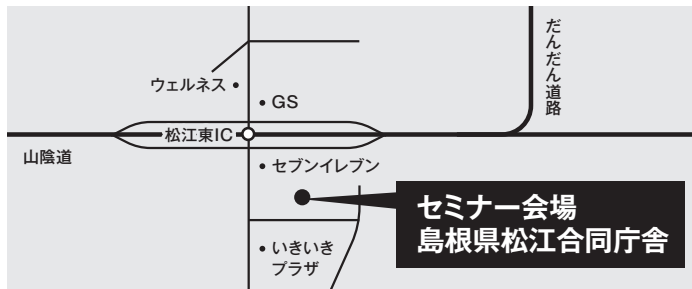 だんだん道路
ウェルネス
GS
松江東IC
山陰道
セブンイレブン
セミナー会場
島根県松江合同庁舎
いきいき
プラザ